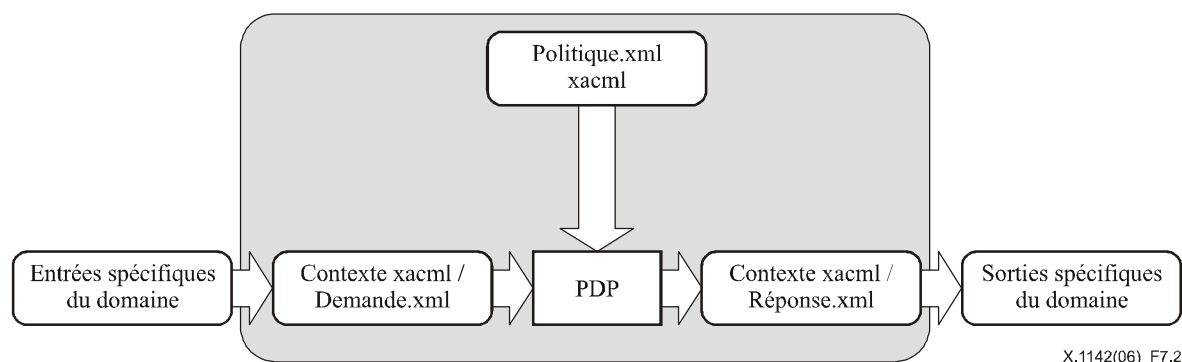 Politique.xml
xacml
Entrées spécifiques
du domaine
Contexte xacml /
Demande.xml
PDP
Contexte xacml /
Réponse.xml
Sorties spécifiques
du domaine
X.1142(06)_F7.2